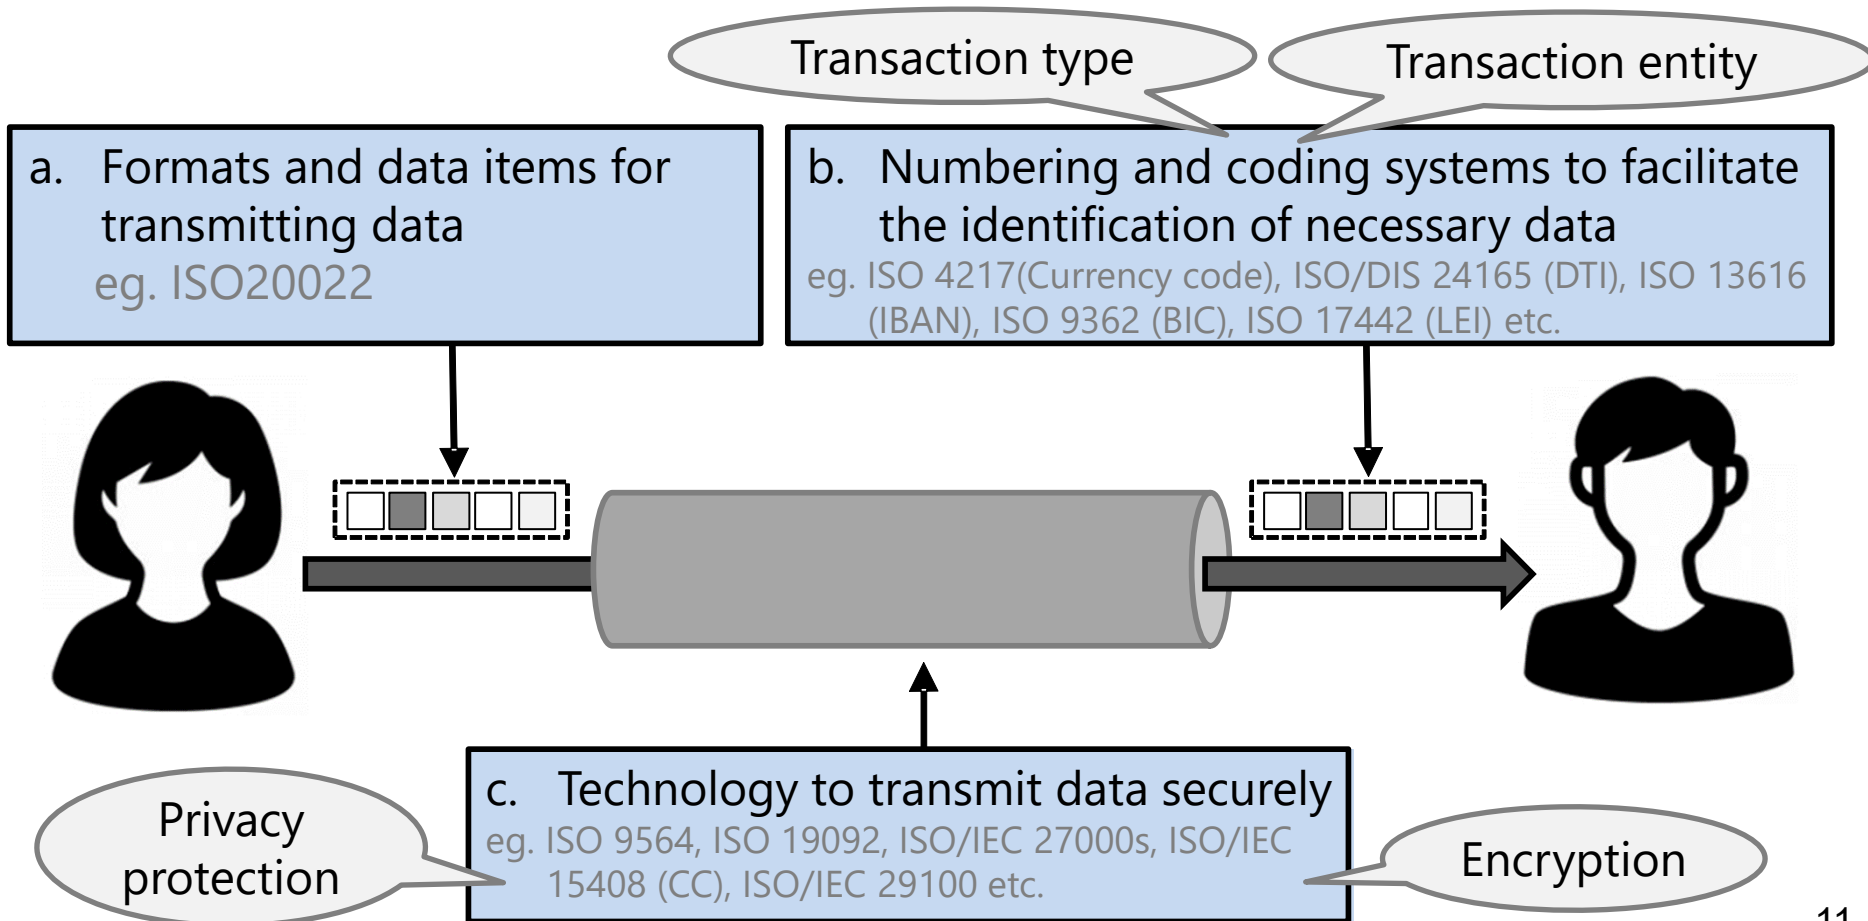 Transaction type
Transaction entity
a. Formats and data items for
transmitting data
eg. ISO20022
b. Numbering and coding systems to facilitate
the identification of necessary data
eg. ISO 4217(Currency code), ISO/DIS 24165 (DTI), ISO 13616
(IBAN), ISO 9362 (BIC), ISO 17442 (LEI) etc.
c. Technology to transmit data securely
eg. ISO 9564, ISO 19092, ISO/IEC 27000s, ISO/IEC
15408 (CC), ISO/IEC 29100 etc.
Privacy
protection
Encryption
11